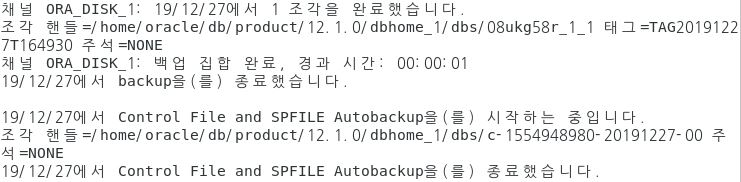 채널 ORA_DISK_1: 19/12/27에서 1 조각을 완료했습니다.
조각 핸들=/home/oracle/db/product/12.1.0/dbhome_1/dbs/08ukg58r_1_1 태그=TAG2019122
7T164930 주석=NONE
채널 ORA_DISK_1: 백업 집합 완료, 경과 시간: 00:00:01
19/12/27에서 backup을(를) 종료했습니다.

19/12/27에서 Control File and SPFILE Autobackup을(를) 시작하는 중입니다.
조각 핸들=/home/oracle/db/product/12.1.0/dbhome_1/dbs/c-1554948980-20191227-00 주
석=NONE
19/12/27에서 Control File and SPFILE Autobackup을(를) 종료했습니다.